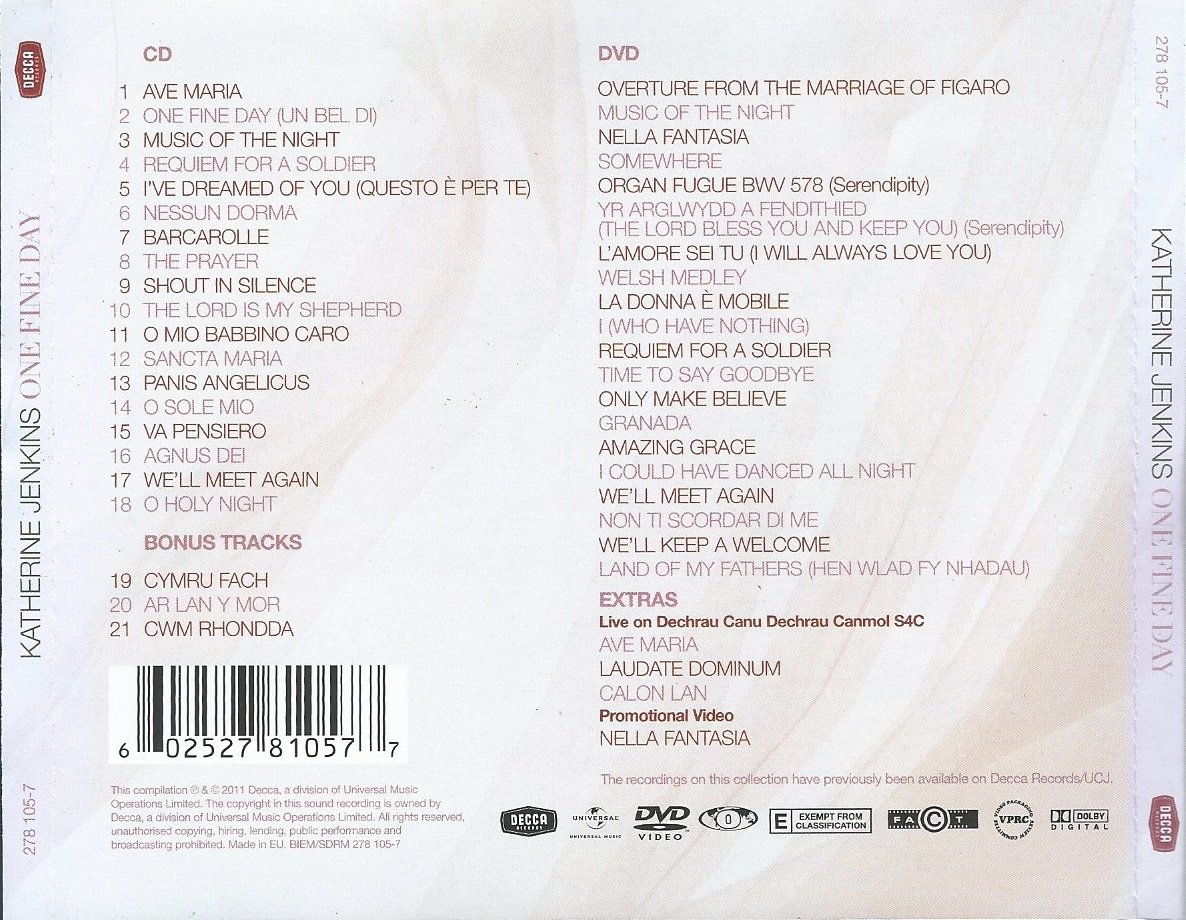 CD
1 AVE MARIA
2 ONE FINE DAY (UN BEL DI)
3 MUSIC OF THE NIGHT
4 REQUIEM FOR A SOLDIER
5 I'VE DREAMED OF YOU (QUESTO È PER TE)
6 NESSUN DORMA
7 BARCAROLLE
8 THE PRAYER
9 SHOUT IN SILENCE
10 THE LORD IS MY SHEPHERD
11 O MIO BABBINO CARO
12 SANCTA MARIA
13 PANIS ANGELICUS
14 O SOLE MIO
15 VA PENSIERO
16 AGNUS DEI
17 WE'LL MEET AGAIN
18 O HOLY NIGHT
BONUS TRACKS
19 CYMRU FACH
20 AR LAN Y MOR
21 CWM RHONDDA
6 02527 81057 7
This compilation ℗ & © 2011 Decca, a division of Universal Music
Operations Limited. The copyright in this sound recording is owned by
Decca, a division of Universal Music Operations Limited. All rights reserved,
unauthorised copying, hiring, lending, public performance and
broadcasting prohibited. Made in EU. BIEM/SDRM 278 105-7
DVD
OVERTURE FROM THE MARRIAGE OF FIGARO
MUSIC OF THE NIGHT
NELLA FANTASIA
SOMEWHERE
ORGAN FUGUE BWV 578 (Serendipity)
YR ARGLWYDD A FENDITHIED
(THE LORD BLESS YOU AND KEEP YOU) (Serendipity)
L'AMORE SEI TU (I WILL ALWAYS LOVE YOU)
WELSH MEDLEY
LA DONNA È MOBILE
I (WHO HAVE NOTHING)
REQUIEM FOR A SOLDIER
TIME TO SAY GOODBYE
ONLY MAKE BELIEVE
GRANADA
AMAZING GRACE
I COULD HAVE DANCED ALL NIGHT
WE'LL MEET AGAIN
NON TI SCORDAR DI ME
WE'LL KEEP A WELCOME
LAND OF MY FATHERS (HEN WLAD FY NHADAU)
EXTRAS
Live on Dechrau Canu Dechrau Canmol S4C
AVE MARIA
LAUDATE DOMINUM
CALON LAN
Promotional Video
NELLA FANTASIA
The recordings on this collection have previously been available on Decca Records/UCJ.
DECCA
RECORDS
UNIVERSAL
UNIVERSAL MUSIC
DVD
VIDEO
0
E EXEMPT FROM
CLASSIFICATION
FACT
VIDEO PACKAGING REVIEW COMMITTEE
VPRC
DOLBY
DIGITAL
DECCA
RECORDS
KATHERINE JENKINS ONE FINE DAY
278 105-7
278 105-7
KATHERINE JENKINS ONE FINE DAY
DECCA
RECORDS